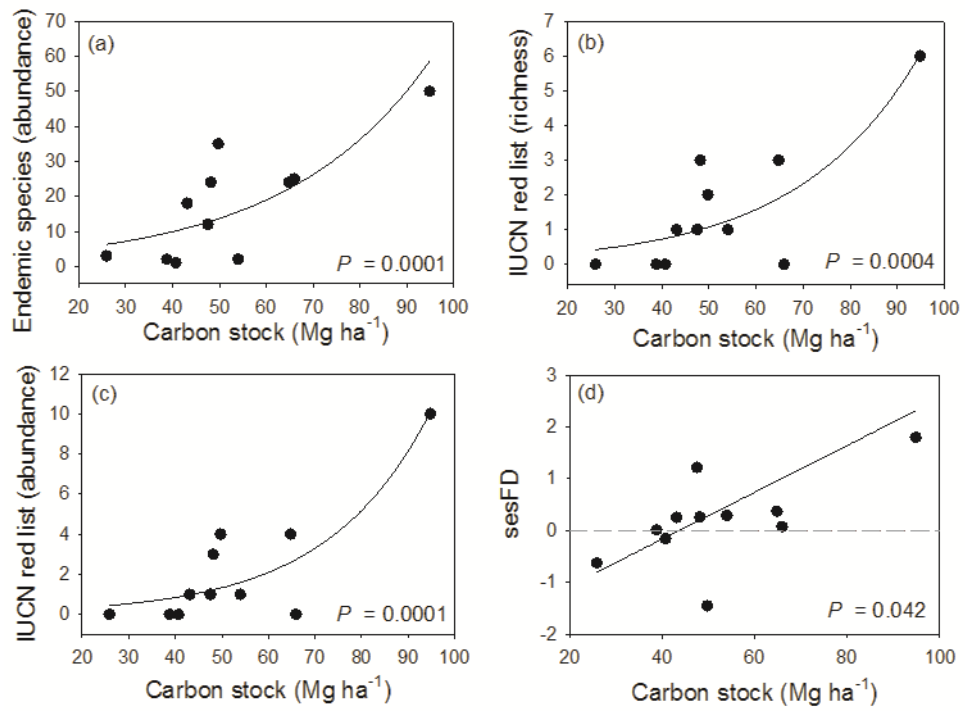 70
60
50
40
30
20
10
0
Endemic species (abundance)
(a)
P = 0.0001
20 30 40 50 60 70 80 90 100
Carbon stock (Mg ha⁻¹)
7
6
5
4
3
2
1
0
IUCN red list (richness)
(b)
P = 0.0004
20 30 40 50 60 70 80 90 100
Carbon stock (Mg ha⁻¹)
12
10
8
6
4
2
0
IUCN red list (abundance)
(c)
P = 0.0001
20 30 40 50 60 70 80 90 100
Carbon stock (Mg ha⁻¹)
3
2
1
0
-1
-2
sesFD
(d)
P = 0.042
20 40 60 80 100
Carbon stock (Mg ha⁻¹)